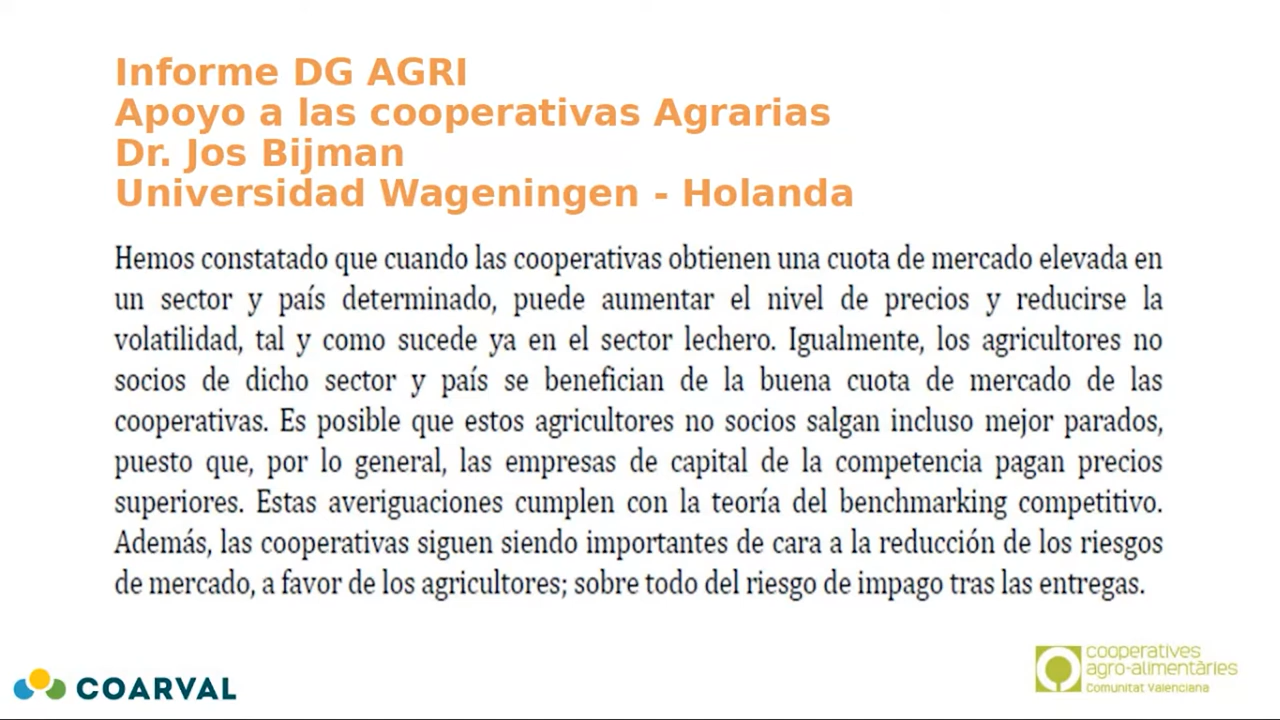 Informe DG AGRI
Apoyo a las cooperativas Agrarias
Dr. Jos Bijman
Universidad Wageningen - Holanda
Hemos constatado que cuando las cooperativas obtienen una cuota de mercado elevada en
un sector y país determinado, puede aumentar el nivel de precios y reducirse la
volatilidad, tal y como sucede ya en el sector lechero. Igualmente, los agricultores no
socios de dicho sector y país se benefician de la buena cuota de mercado de las
cooperativas. Es posible que estos agricultores no socios salgan incluso mejor parados,
puesto que, por lo general, las empresas de capital de la competencia pagan precios
superiores. Estas averiguaciones cumplen con la teoría del benchmarking competitivo.
Además, las cooperativas siguen siendo importantes de cara a la reducción de los riesgos
de mercado, a favor de los agricultores; sobre todo del riesgo de impago tras las entregas.
COARVAL
cooperatives
agro-alimentàries
Comunitat Valenciana